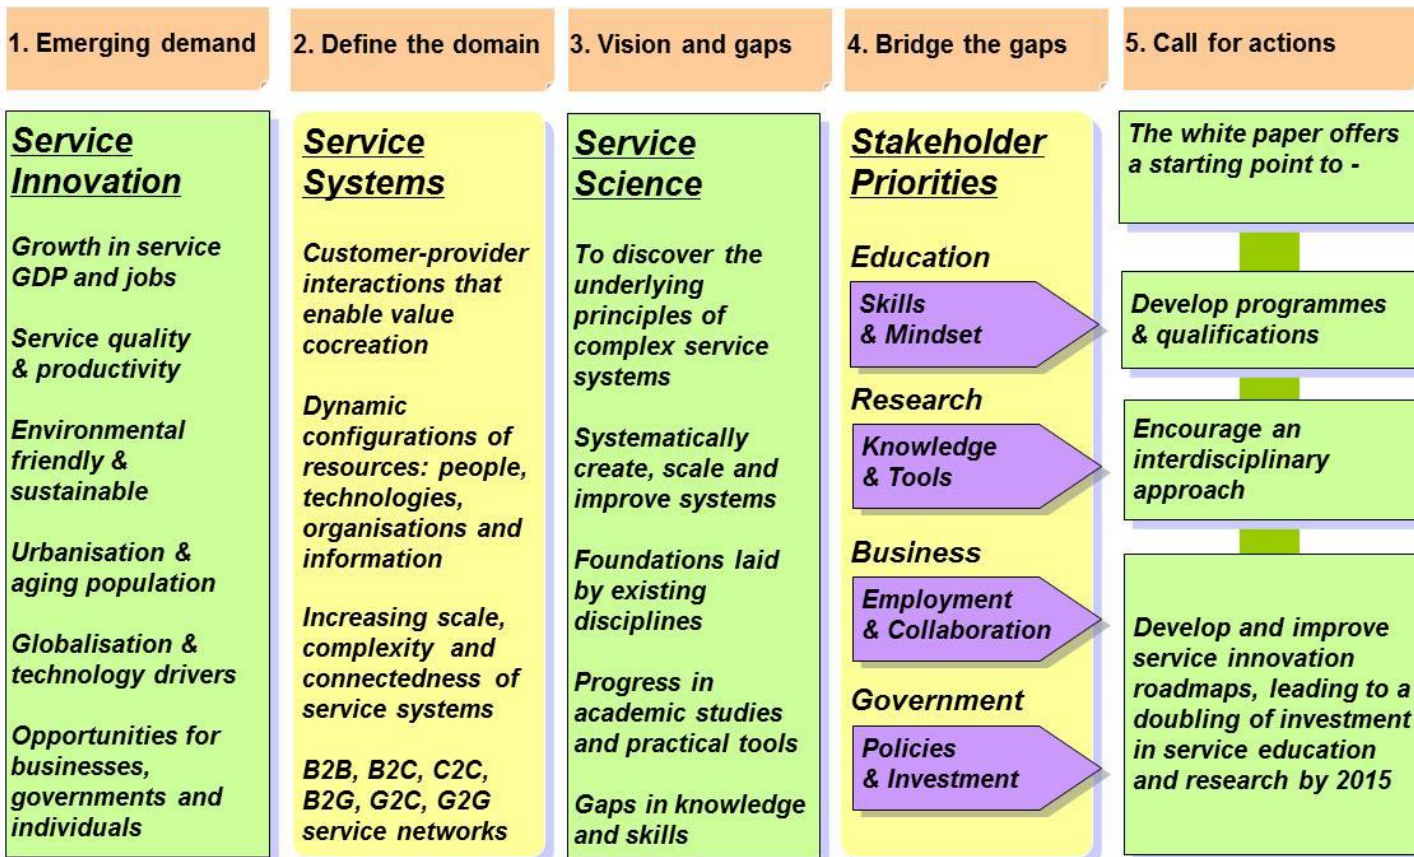 1. Emerging demand
2. Define the domain
3. Vision and gaps
4. Bridge the gaps
5. Call for actions
Service
Innovation
Growth in service
GDP and jobs
Service quality
& productivity
Environmental
friendly &
sustainable
Urbanisation &
aging population
Globalisation &
technology drivers
Opportunities for
businesses,
governments and
individuals
Service
Systems
Customer-provider
interactions that
enable value
cocreation
Dynamic
configurations of
resources: people,
technologies,
organisations and
information
Increasing scale,
complexity and
connectedness of
service systems
B2B, B2C, C2C,
B2G, G2C, G2G
service networks
Service
Science
To discover the
underlying
principles of
complex service
systems
Systematically
create, scale and
improve systems
Foundations laid
by existing
disciplines
Progress in
academic studies
and practical tools
Gaps in knowledge
and skills
Stakeholder
Priorities
Education
Skills
& Mindset
Research
Knowledge
& Tools
Business
Employment
& Collaboration
Government
Policies
& Investment
The white paper offers
a starting point to -
Develop programmes
& qualifications
Encourage an
interdisciplinary
approach
Develop and improve
service innovation
roadmaps, leading to a
doubling of investment
in service education
and research by 2015